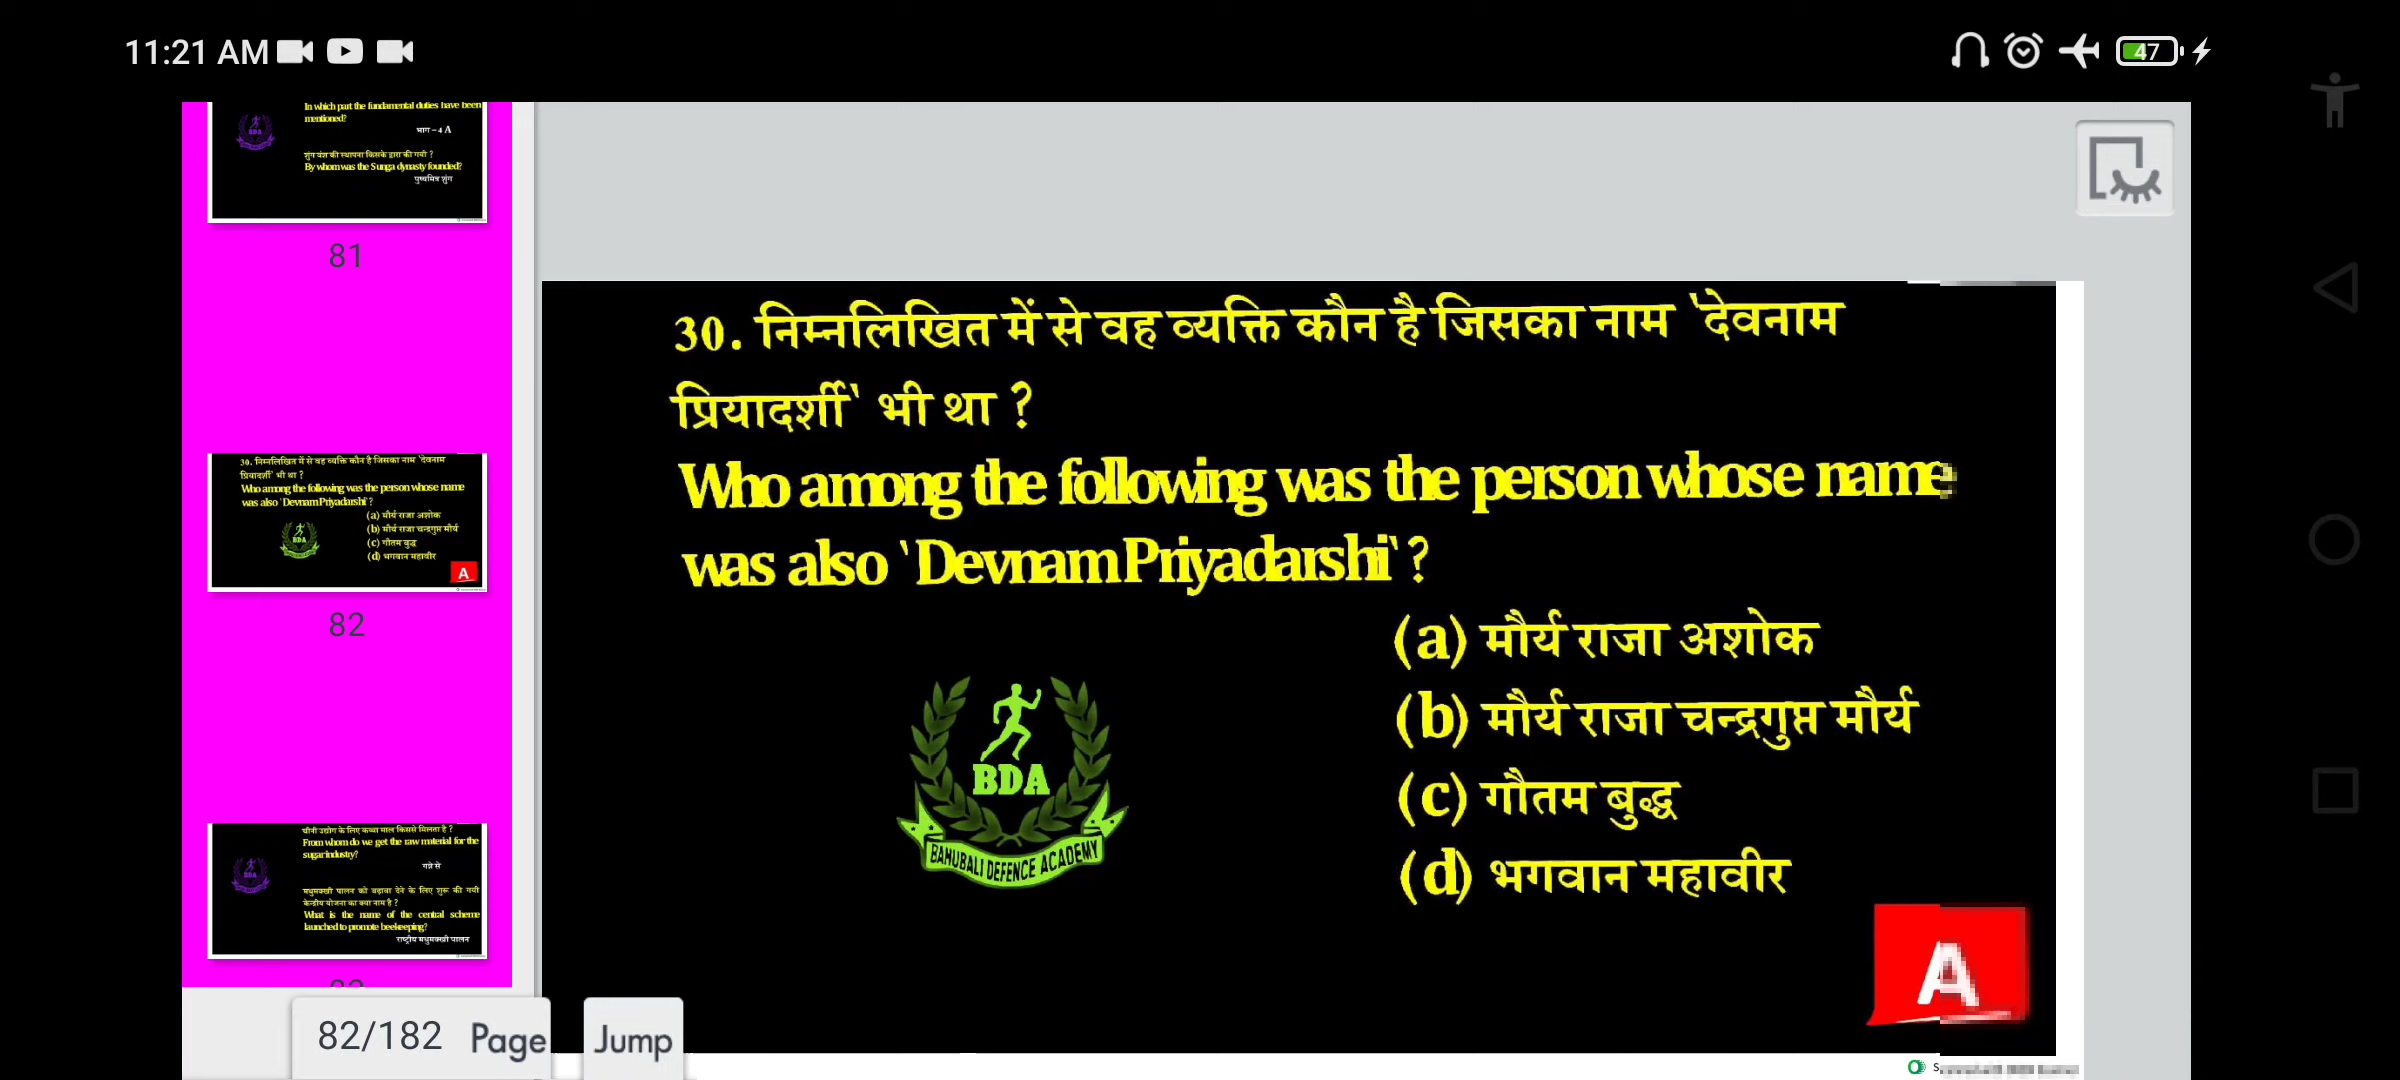 11:21 AM
47
In which part the fundamental duties have been
mentioned?
भाग – 4 A
शुंग वंश की स्थापना किसके द्वारा की गयी ?
By whom was the Sunga dynasty founded?
पुष्यमित्र शुंग
81
30. निम्नलिखित में से वह व्यक्ति कौन है जिसका नाम 'देवनाम
प्रियादर्शी' भी था ?
Who among the following was the person whose name
was also 'Devnam Priyadarshi' ?
(a) मौर्य राजा अशोक
(b) मौर्य राजा चन्द्रगुप्त मौर्य
(c) गौतम बुद्ध
(d) भगवान महावीर
BDA
A
82
चीनी उद्योग के लिए कच्चा माल किससे मिलता है ?
From whom do we get the raw material for the
sugar industry?
गन्ने से
BDA
मधुमक्खी पालन को बढ़ावा देने के लिए शुरू की गयी
केन्द्रीय योजना का क्या नाम है ?
What is the name of the central scheme
launched to promote beekeeping?
राष्ट्रीय मधुमक्खी पालन
82/182 Page
Jump
30. निम्नलिखित में से वह व्यक्ति कौन है जिसका नाम 'देवनाम
प्रियादर्शी' भी था ?
Who among the following was the person whose name
was also 'Devnam Priyadarshi' ?
(a) मौर्य राजा अशोक
(b) मौर्य राजा चन्द्रगुप्त मौर्य
(c) गौतम बुद्ध
(d) भगवान महावीर
BDA
BAHUBALI DEFENCE ACADEMY
A